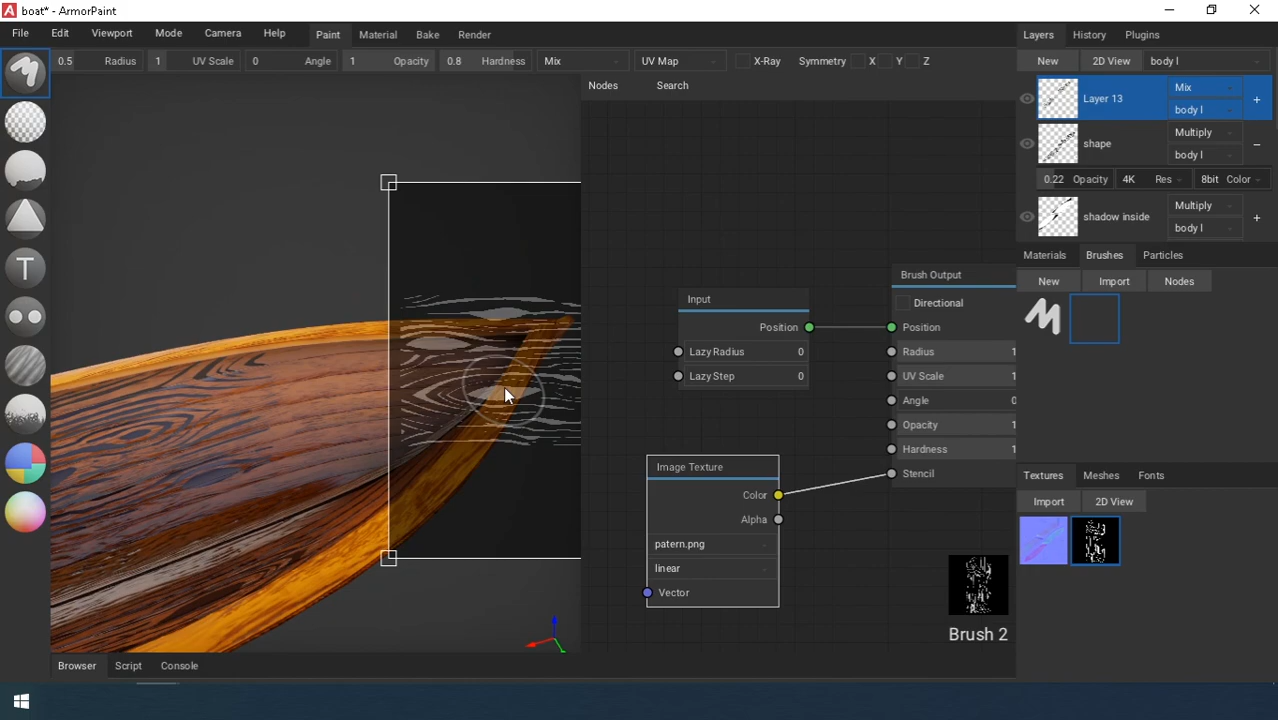 boat* - ArmorPaint
File Edit Viewport Mode Camera Help Paint Material Bake Render
0.5 Radius 1 UV Scale 0 Angle 1 Opacity 0.8 Hardness Mix UV Map X-Ray Symmetry X Y Z
Nodes Search
Input
Position
Lazy Radius 0
Lazy Step 0
Image Texture
Color
Alpha
patern.png
linear
Vector
Brush Output
Directional
Position
Radius 1
UV Scale 1
Angle 0
Opacity 1
Hardness 1
Stencil
Brush 2
Layers History Plugins
New 2D View body l
Layer 13 Mix
body l
+
shape Multiply
body l
-
0.22 Opacity 4K Res 8bit Color
shadow inside Multiply
body l
+
Materials Brushes Particles
New Import Nodes
Textures Meshes Fonts
Import 2D View
T
Browser Script Console